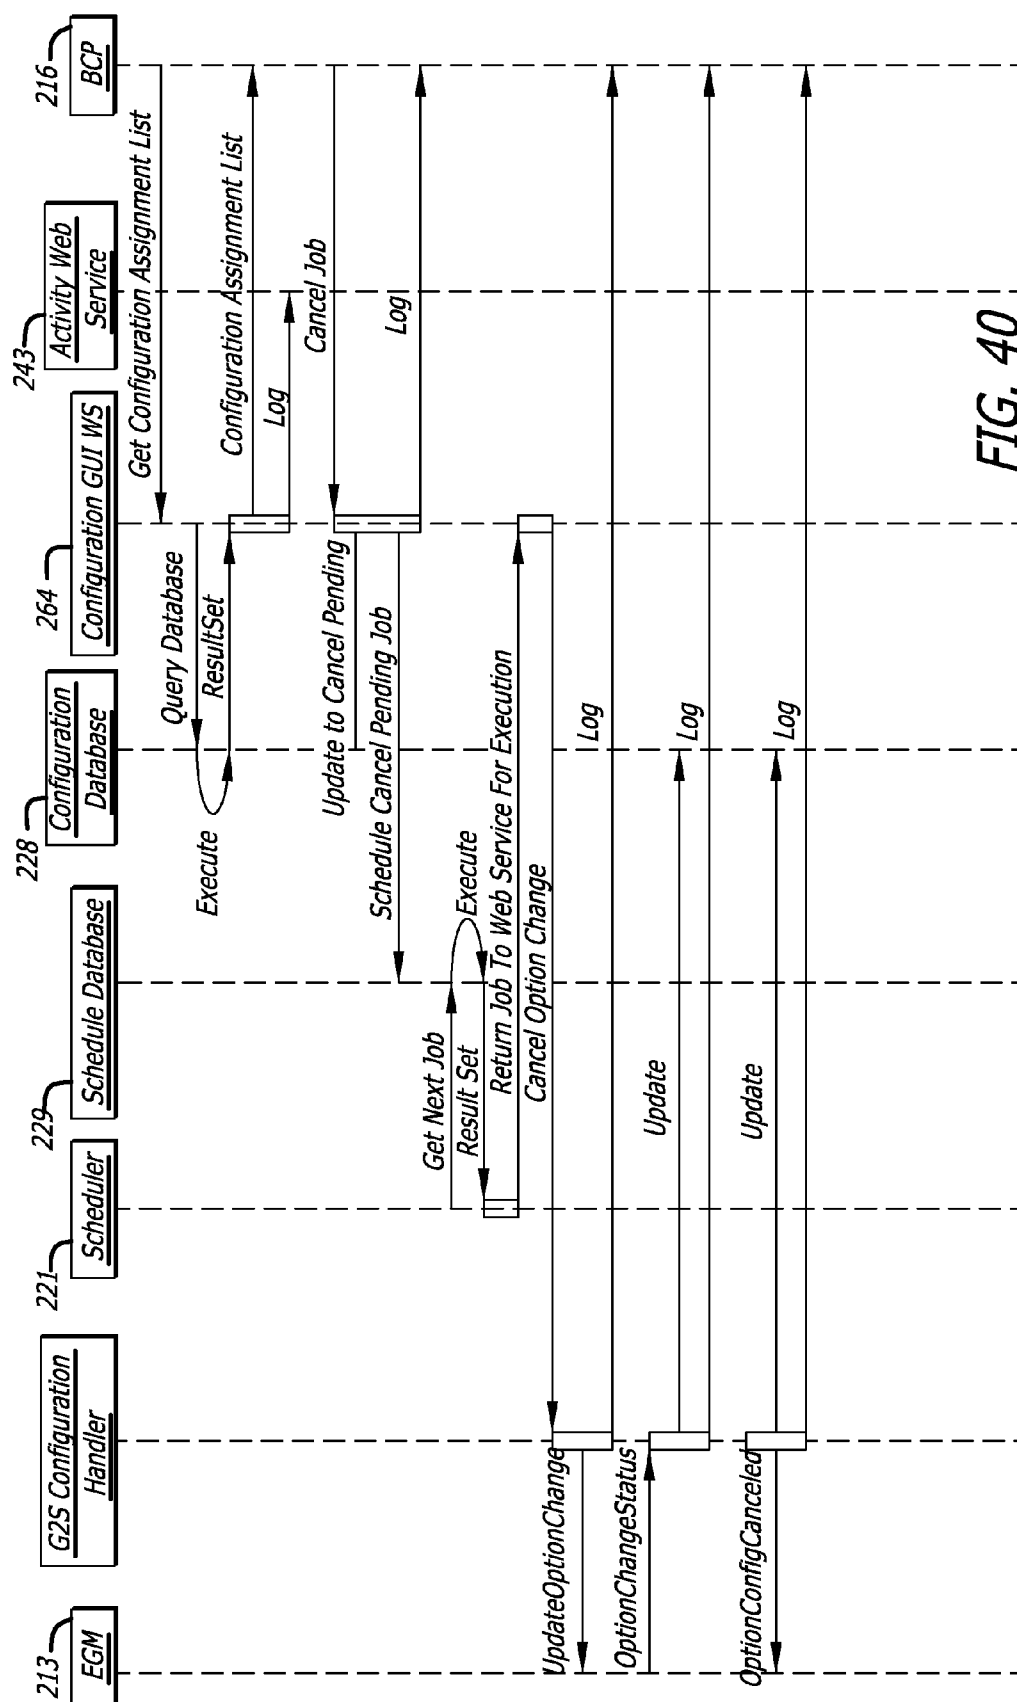 213
EGM
G2S Configuration
Handler
221
Scheduler
229
Schedule Database
228
Configuration
Database
264
Configuration GUI WS
243
Activity Web
Service
216
BCP
Get Configuration Assignment List
Query Database
Execute
ResultSet
Configuration Assignment List
Log
Cancel Job
Update to Cancel Pending
Schedule Cancel Pending Job
Log
Get Next Job
Execute
Result Set
Return Job To Web Service For Execution
Cancel Option Change
UpdateOptionChange
Log
OptionChangeStatus
Update
Log
OptionConfigCanceled
Update
Log
FIG. 40